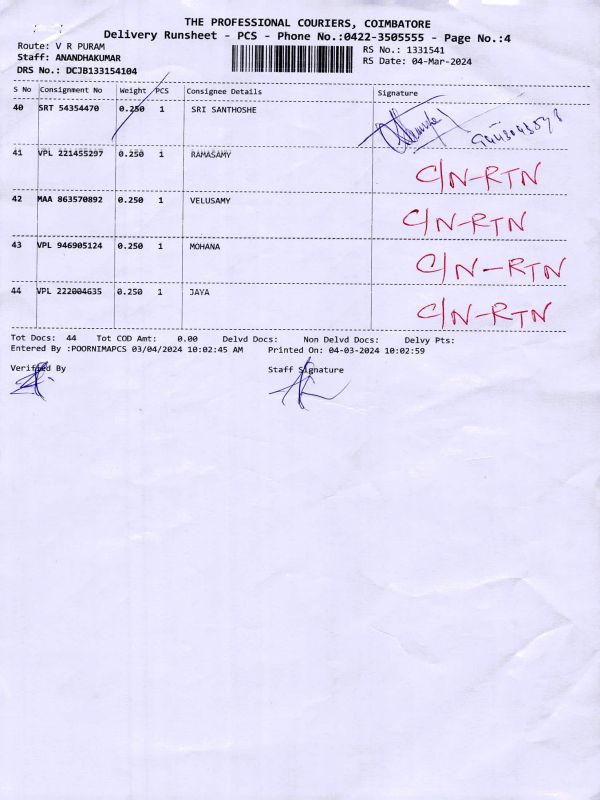 THE PROFESSIONAL COURIERS, COIMBATORE
Delivery Runsheet - PCS - Phone No.:0422-3505555 - Page No.:4
Route: V R PURAM
RS No.: 1331541
Staff: ANANDHAKUMAR
RS Date: 04-Mar-2024
DRS No.: DCJB133154104
S No Consignment No Weight PCS Consignee Details Signature
40 SRT 54354470 0.250 1 SRI SANTHOSHE
41 VPL 221455297 0.250 1 RAMASAMY C/N-RTN
42 MAA 863570892 0.250 1 VELUSAMY C/N-RTN
43 VPL 946905124 0.250 1 MOHANA C/N-RTN
44 VPL 222004635 0.250 1 JAYA C/N-RTN
Tot Docs: 44 Tot COD Amt: 0.00 Delvd Docs: Non Delvd Docs: Delvy Pts:
Entered By :POORNIMAPCS 03/04/2024 10:02:45 AM Printed On: 04-03-2024 10:02:59
Verified By Staff Signature